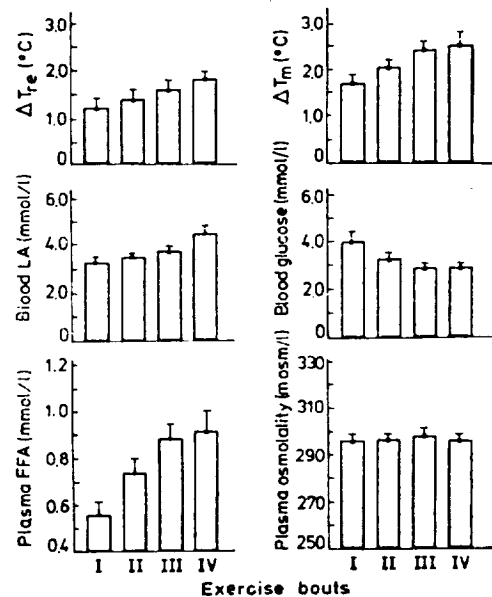 ΔTre (°C)
3.0
2.0
1.0
0
ΔTm (°C)
3.0
2.0
1.0
0
Blood LA (mmol/l)
6.0
4.0
2.0
0
Blood glucose (mmol/l)
6.0
4.0
2.0
0
Plasma FFA (mmol/l)
1.2
1.0
0.8
0.6
0.4
Plasma osmolality (mosm/l)
330
310
290
270
250
I II III IV
I II III IV
Exercise bouts